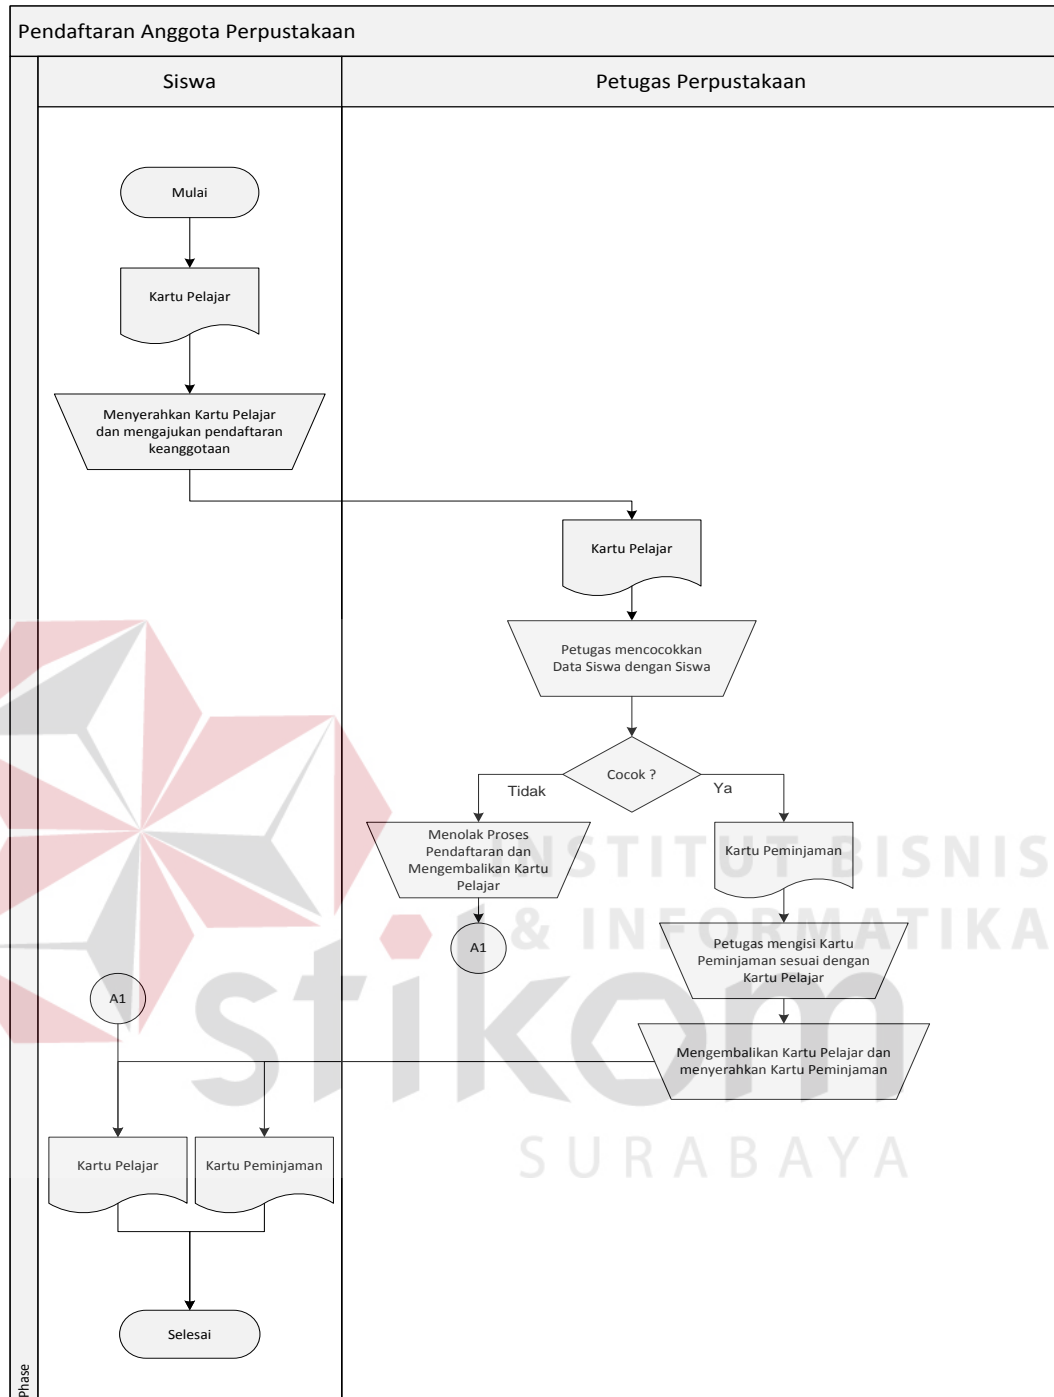 Pendaftaran Anggota Perpustakaan
Siswa
Petugas Perpustakaan
Mulai
Kartu Pelajar
Menyerahkan Kartu Pelajar
dan mengajukan pendaftaran
keanggotaan
Kartu Pelajar
Petugas mencocokkan
Data Siswa dengan Siswa
Cocok ?
Tidak
Ya
Menolak Proses
Pendaftaran dan
Mengembalikan Kartu
Pelajar
Kartu Peminjaman
A1
Petugas mengisi Kartu
Peminjaman sesuai dengan
Kartu Pelajar
A1
Mengembalikan Kartu Pelajar dan
menyerahkan Kartu Peminjaman
Kartu Pelajar
Kartu Peminjaman
Selesai
Phase
INSTITUT BISNIS
& INFORMATIKA
stikom
SURABAYA